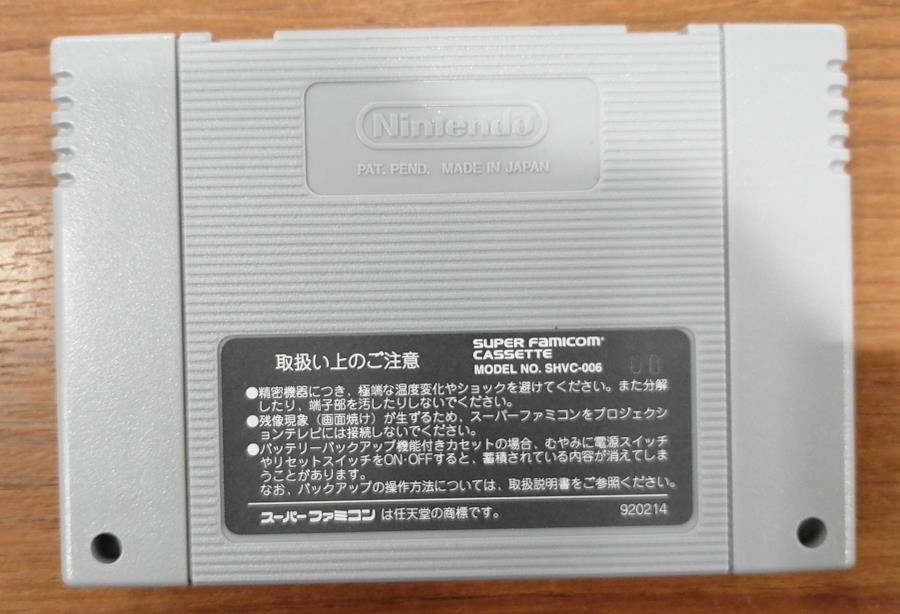 Nintendo
PAT. PEND. MADE IN JAPAN
取扱い上のご注意
SUPER FAMICOM
CASSETTE
MODEL NO. SHVC-006
●精密機器につき、極端な温度変化やショックを避けてください。また分解
したり、端子部を汚したりしないでください。
●残像現象（画面焼け）が生ずるため、スーパーファミコンをプロジェクシ
ョンテレビには接続しないでください。
●バッテリーバックアップ機能付きカセットの場合、むやみに電源スイッチ
やリセットスイッチをON·OFFすると、蓄積されている内容が消えてしま
うことがあります。
なお、バックアップの操作方法については、取扱説明書をご参照ください。
スーパーファミコン は任天堂の商標です。
920214